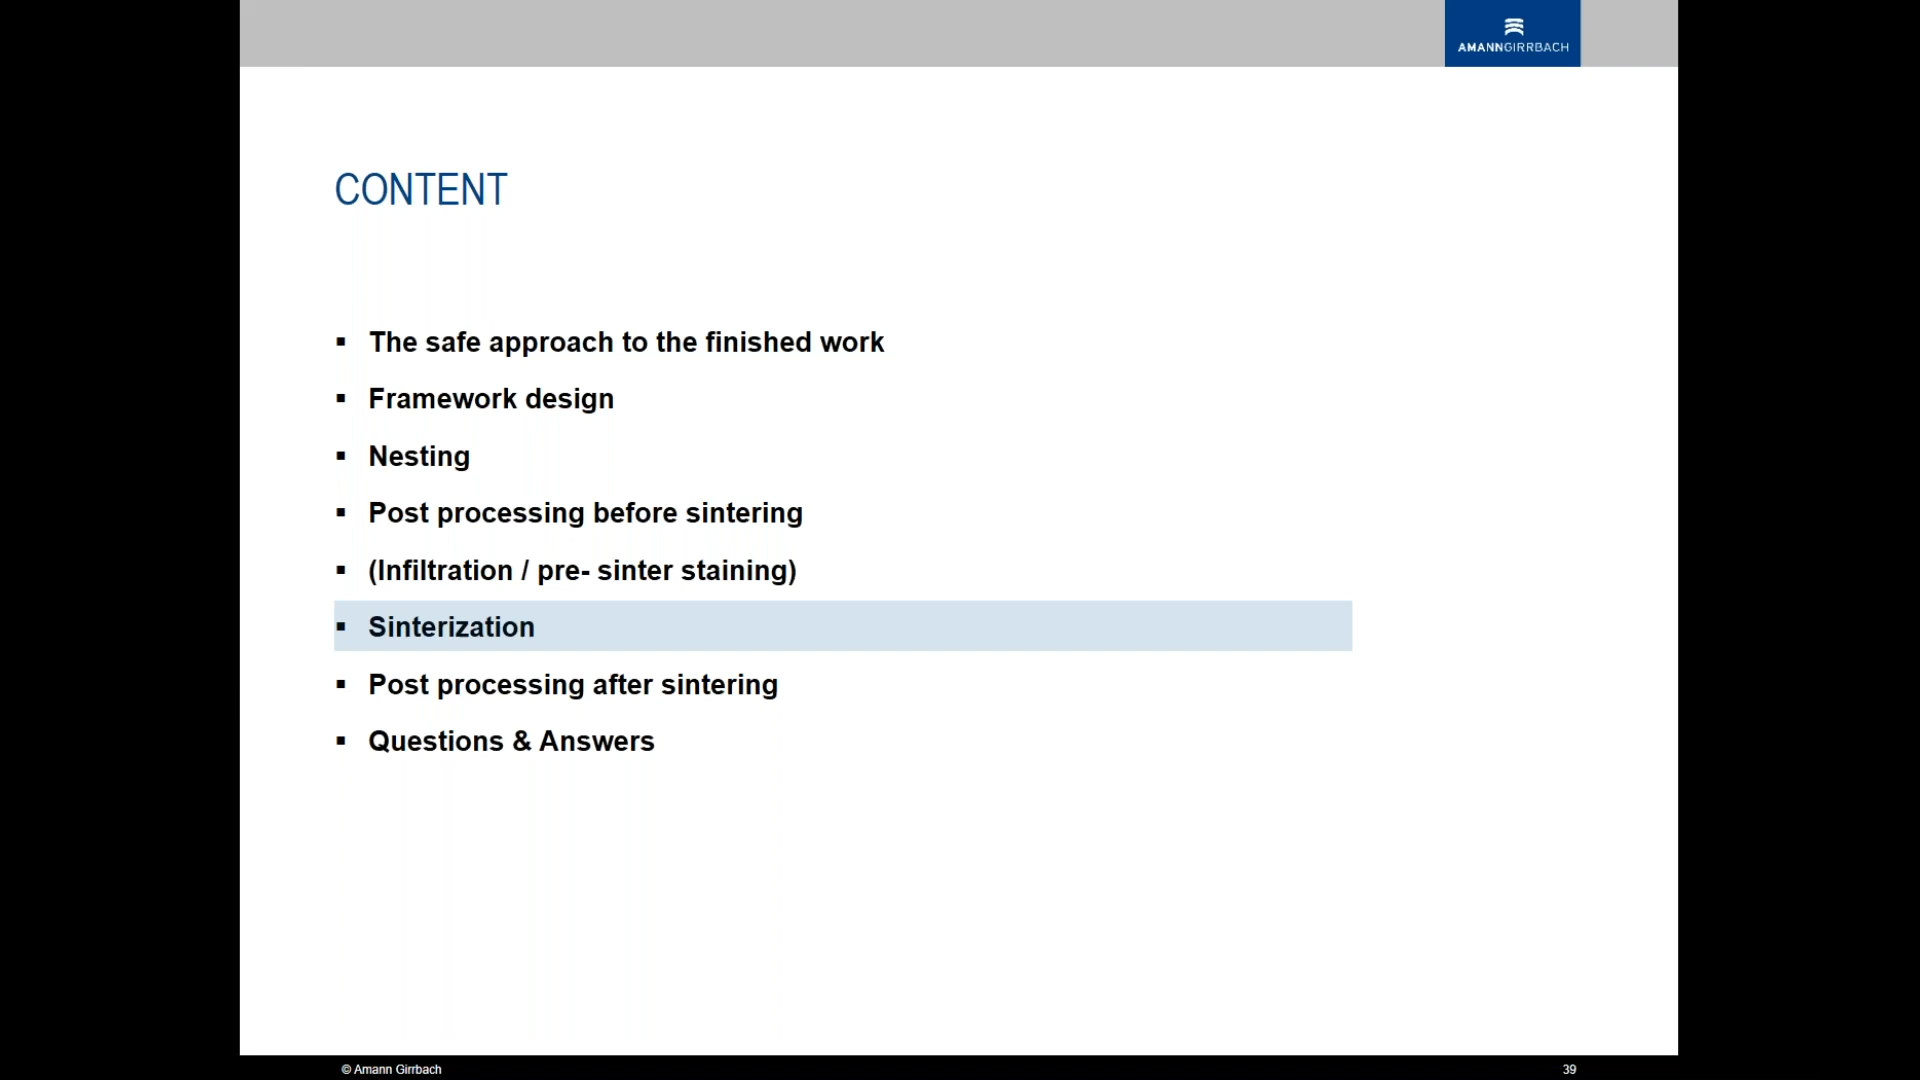 AMANNGIRRBACH
CONTENT
▪ The safe approach to the finished work
▪ Framework design
▪ Nesting
▪ Post processing before sintering
▪ (Infiltration / pre- sinter staining)
▪ Sinterization
▪ Post processing after sintering
▪ Questions & Answers
© Amann Girrbach
39